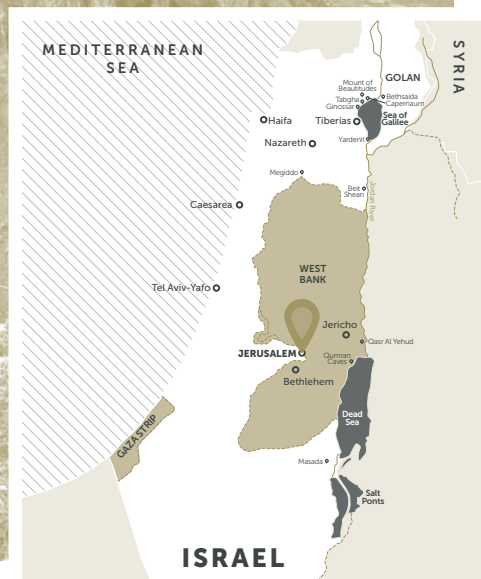 MEDITERRANEAN
SEA
SYRIA
GOLAN
Mount of
Beautitudes
Tabgha
Ginossar
Bethsaida
Capernaum
Haifa
Tiberias
Sea of
Galilee
Nazareth
Yardenit
Megiddo
Beit
Shean
Jordan River
Caesarea
WEST
BANK
Tel Aviv-Yafo
Jericho
JERUSALEM
Qasr Al Yehud
Qumran
Caves
Bethlehem
Dead
Sea
GAZA STRIP
Masada
Salt
Ponts
ISRAEL